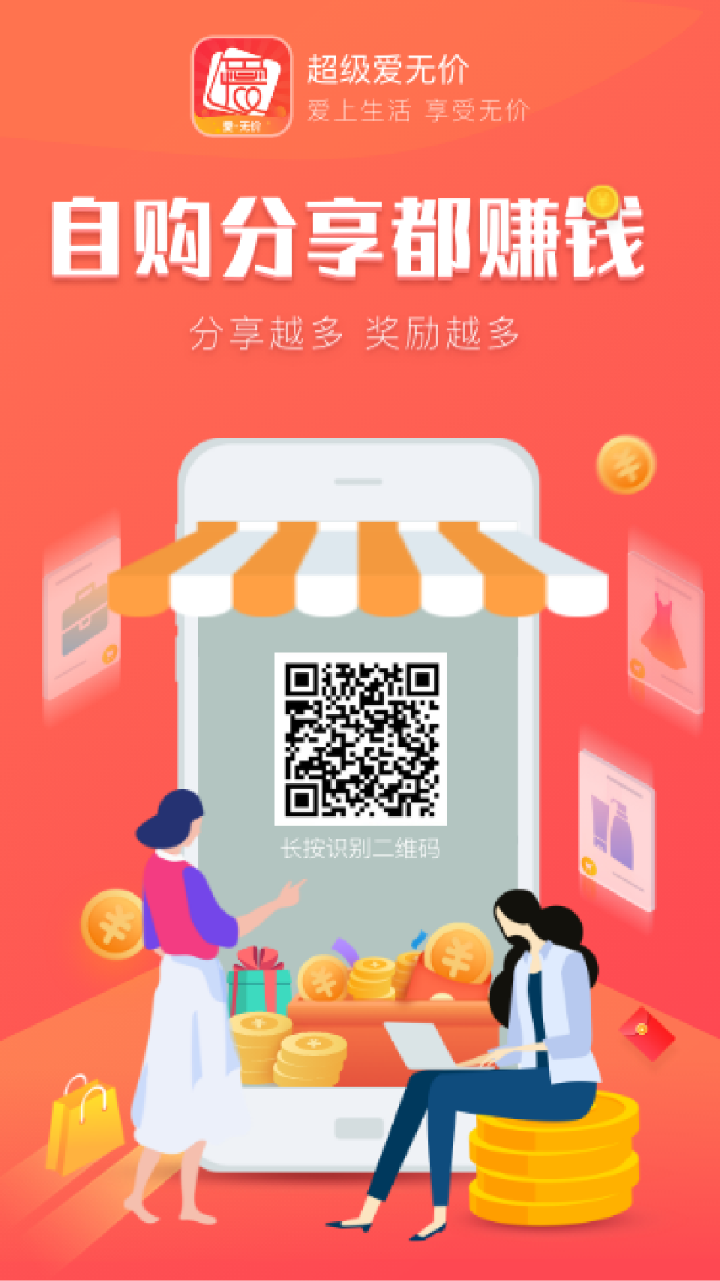 超级爱无价
爱上生活 享受无价
爱·无价
自购分享都赚钱
分享越多 奖励越多
长按识别二维码